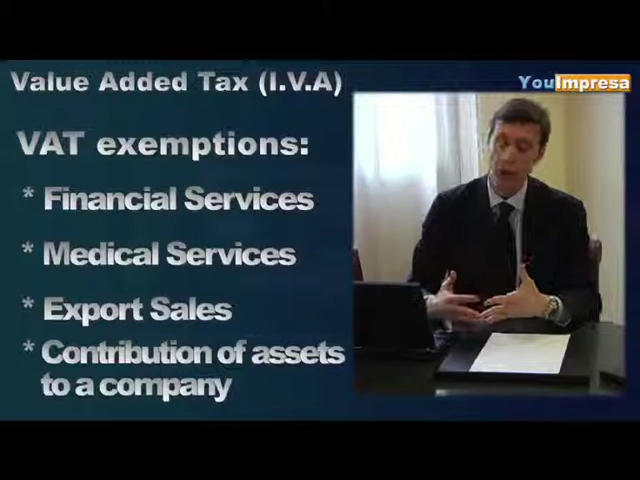 Value Added Tax (I.V.A)
YouImpresa
VAT exemptions:
* Financial Services
* Medical Services
* Export Sales
* Contribution of assets
to a company